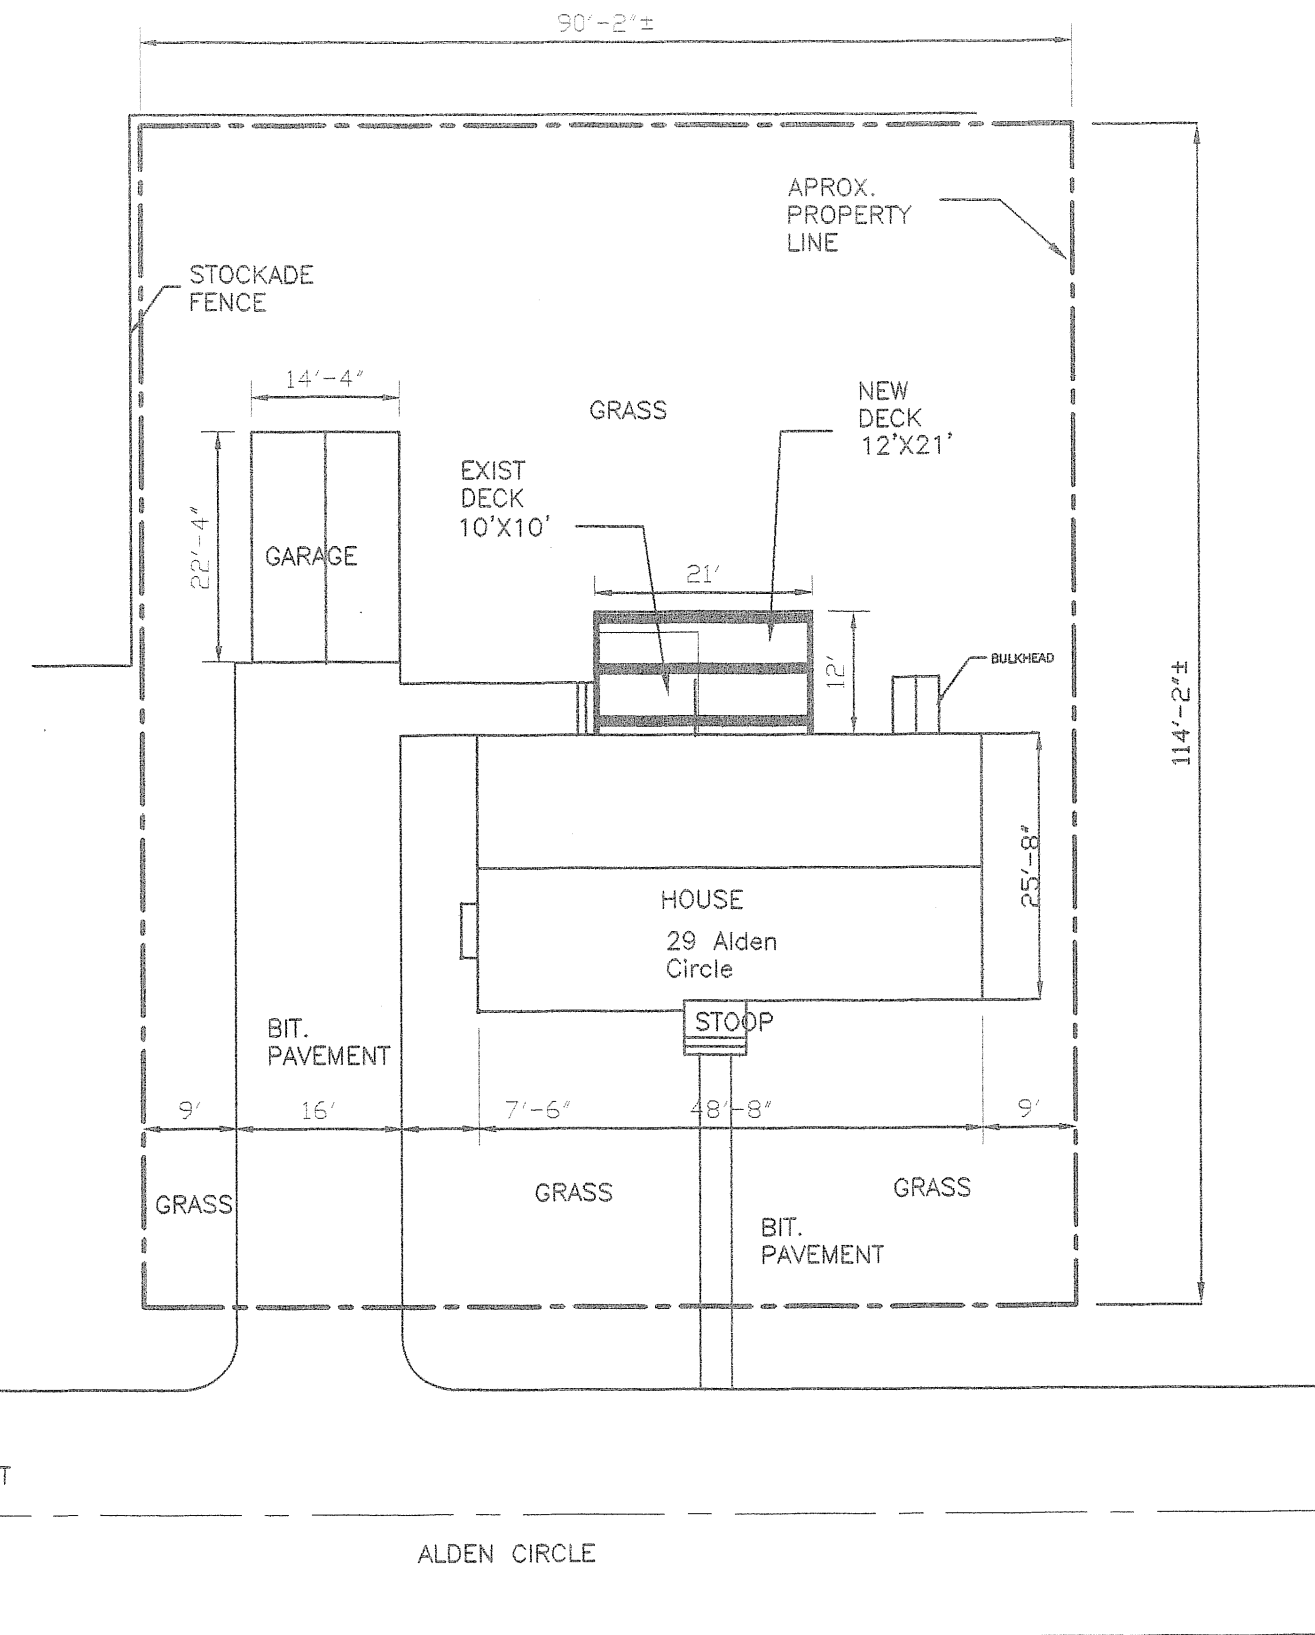 90'-2"±
APROX.
PROPERTY
LINE
STOCKADE
FENCE
14'-4"
GRASS
NEW
DECK
12'X21'
EXIST
DECK
10'X10'
22'-4"
GARAGE
21'
12'
BULKHEAD
114'-2"±
25'-8"
HOUSE
29 Alden
Circle
STOOP
BIT.
PAVEMENT
9'
16'
7'-6"
48'-8"
9'
GRASS
GRASS
GRASS
BIT.
PAVEMENT
T
ALDEN CIRCLE